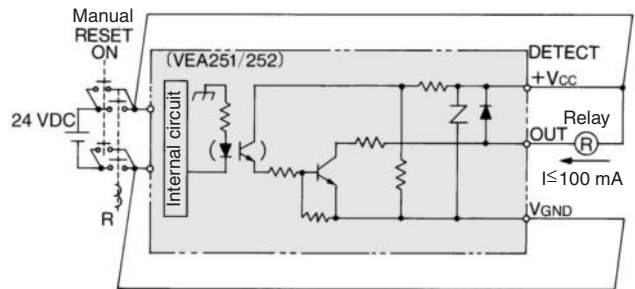 Manual
RESET
ON
(VEA251/252)
DETECT
+VCC
24 VDC
Internal circuit
Relay
OUT
R
I≤100 mA
VGND
R